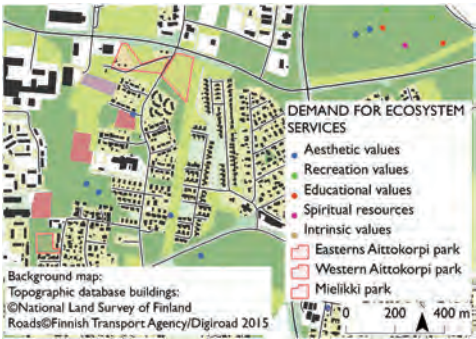 DEMAND FOR ECOSYSTEM
SERVICES
Aesthetic values
Recreation values
Educational values
Spiritual resources
Intrinsic values
Easterns Aittokorpi park
Western Aittokorpi park
Mielikki park
Background map:
Topographic database buildings:
©National Land Survey of Finland
Roads©Finnish Transport Agency/Digiroad 2015
0 200 400 m